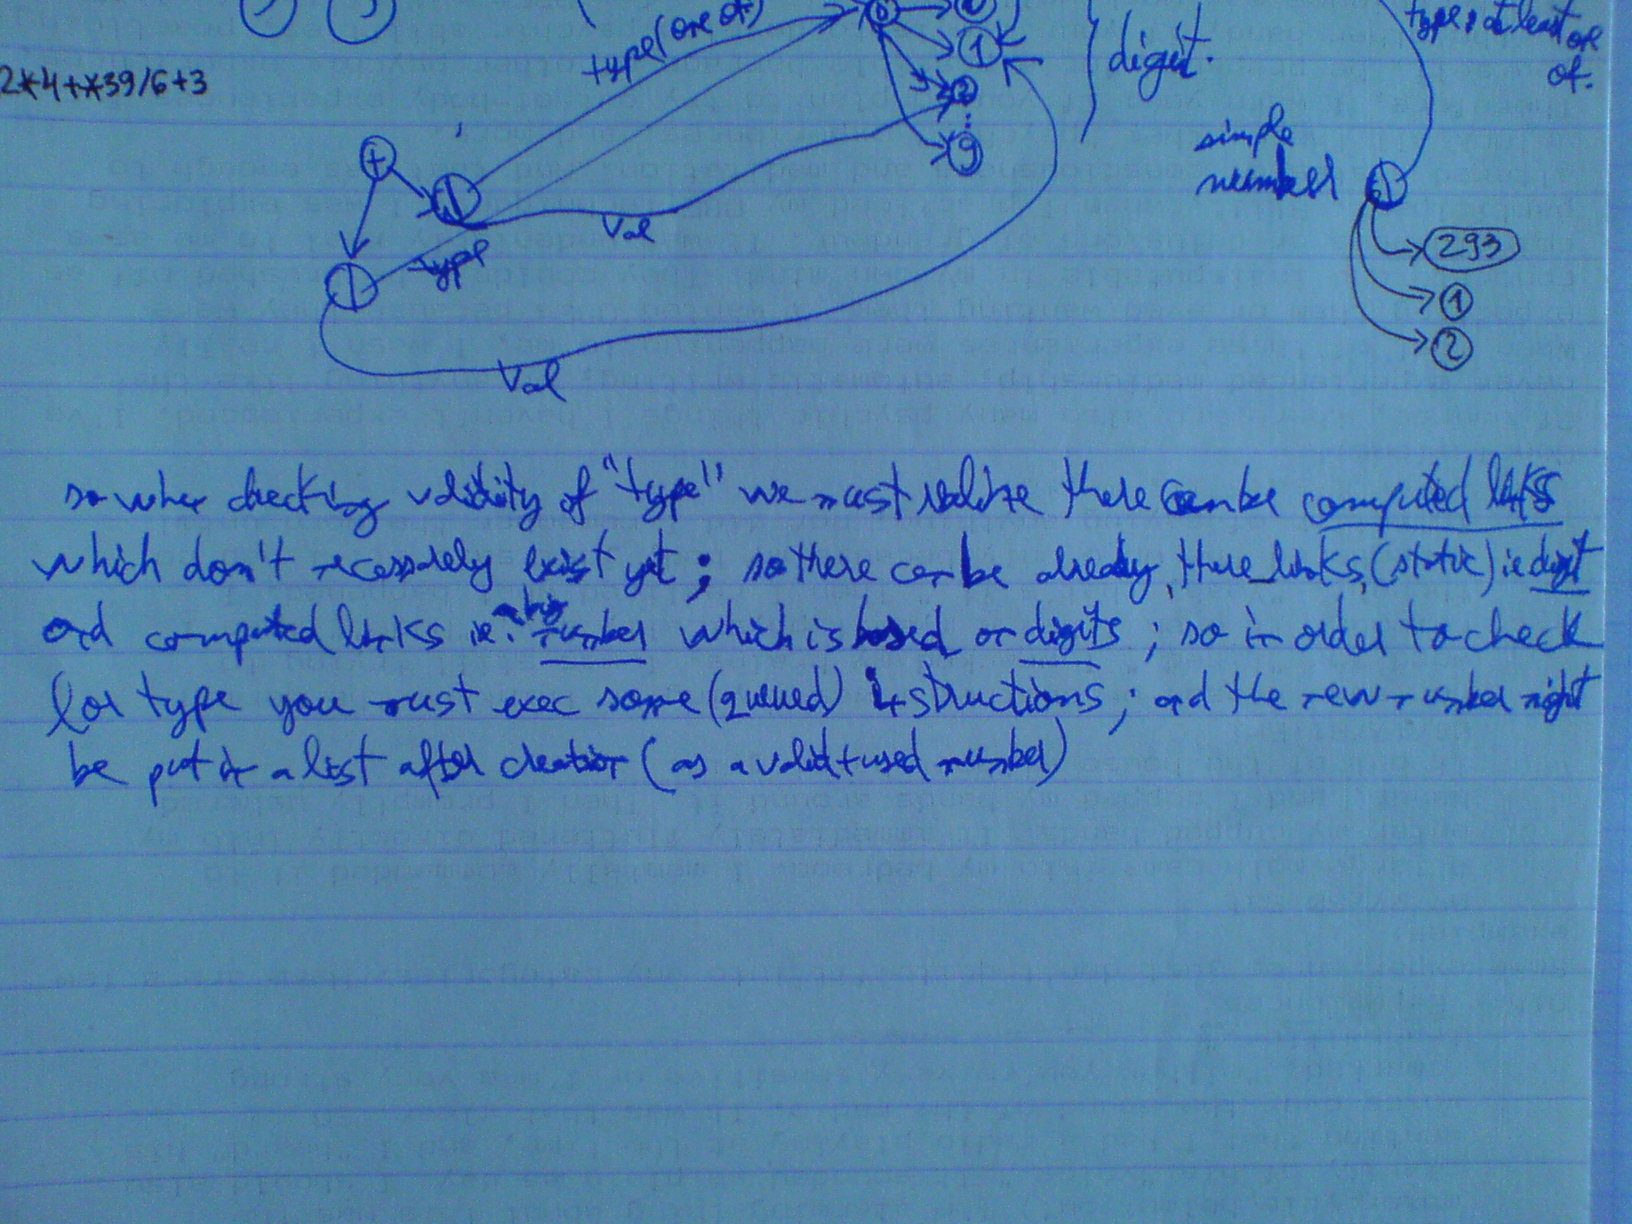 type(one of)
0
1
2
9
digit.
type: at least one
of.
2*4+*39/6+3
+
simple
number
Val
type
293
1
2
Val
so when checking validity of "type" we must realize there can be computed links
which don't necessarely exist yet; so there can be already, there links, (static) ie digit
and computed links ie. a big number which is based on digits; so in order to check
for type you must exec some (queued) instructions; and the new number might
be put in a list after creation (as a valid+used number)